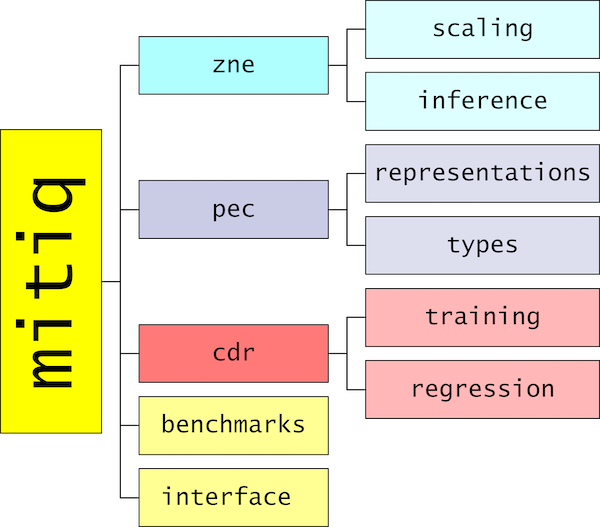 mitiq
zne
scaling
inference
pec
representations
types
cdr
training
regression
benchmarks
interface